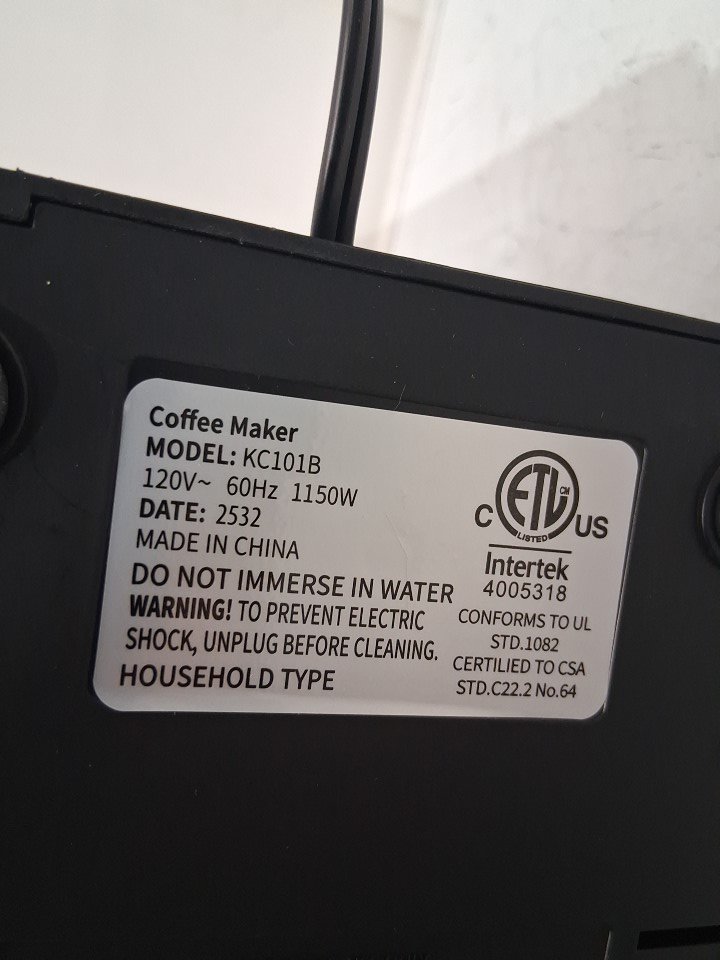 Coffee Maker
MODEL: KC101B
120V~ 60Hz 1150W
DATE: 2532
MADE IN CHINA
DO NOT IMMERSE IN WATER
WARNING! TO PREVENT ELECTRIC
SHOCK, UNPLUG BEFORE CLEANING.
HOUSEHOLD TYPE
ETL CM
LISTED
C US
Intertek
4005318
CONFORMS TO UL
STD.1082
CERTILIED TO CSA
STD.C22.2 No.64